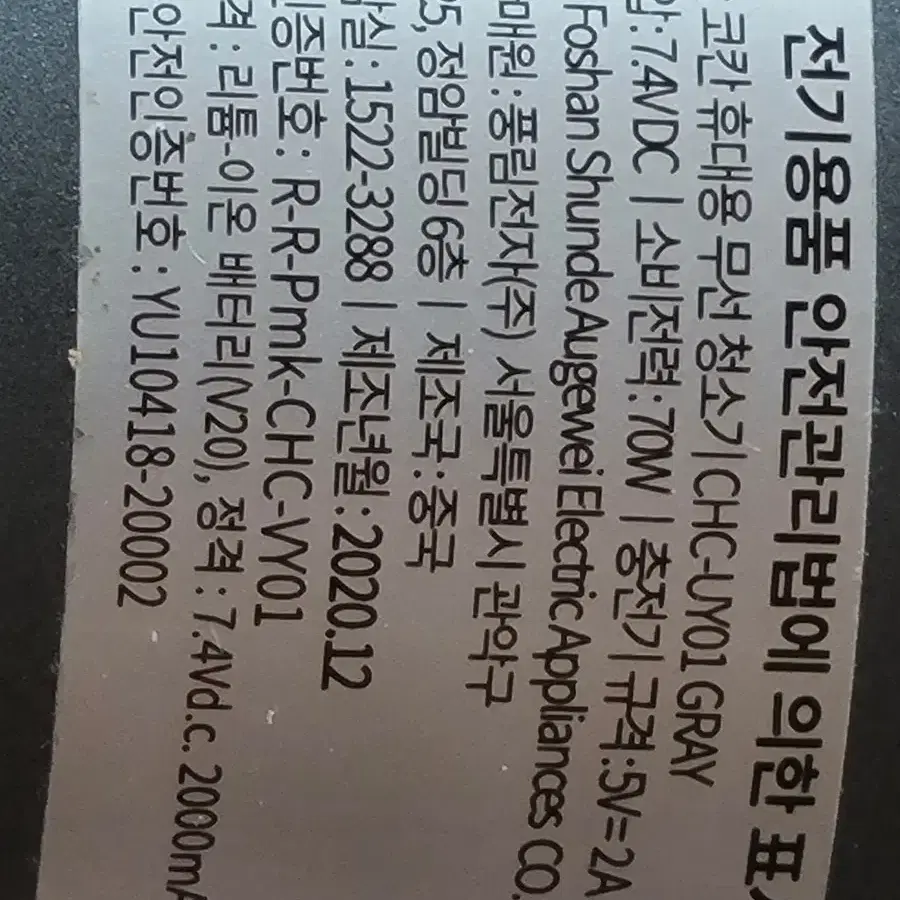 전기용품 안전관리법에 의한 표
: 코칸 휴대용 무선 청소기 CHC-UY01 GRAY
압:7.4VDC | 소비전력:70W | 충전기 규격:5V=2A
Foshan Shunde Augewei Electric Appliances CO.
매원:풍림전자(주) 서울특별시 관악구
25, 정암빌딩 6층 | 제조국:중국
담실:1522-3288 | 제조년월:2020.12
인증번호 : R-R-Pmk-CHC-VY01
격 : 리튬-이온 배터리(V20), 정격 : 7.4Vd.c. 2000mA
안전인증번호 : YU10418-20002